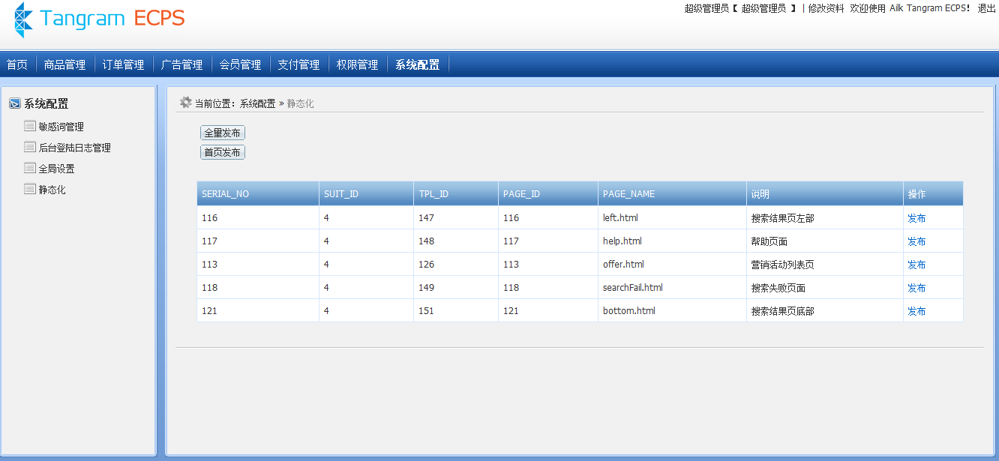 Tangram ECPS
超级管理员【 超级管理员 】 | 修改资料 欢迎使用 Ailk Tangram ECPS! 退出
首页 商品管理 订单管理 广告管理 会员管理 支付管理 权限管理 系统配置
系统配置
敏感词管理
后台登陆日志管理
全局设置
静态化
当前位置：系统配置 » 静态化
全量发布
首页发布
SERIAL_NO SUIT_ID TPL_ID PAGE_ID PAGE_NAME 说明 操作
116 4 147 116 left.html 搜索结果页左部 发布
117 4 148 117 help.html 帮助页面 发布
113 4 126 113 offer.html 营销活动列表页 发布
118 4 149 118 searchFail.html 搜索失败页面 发布
121 4 151 121 bottom.html 搜索结果页底部 发布